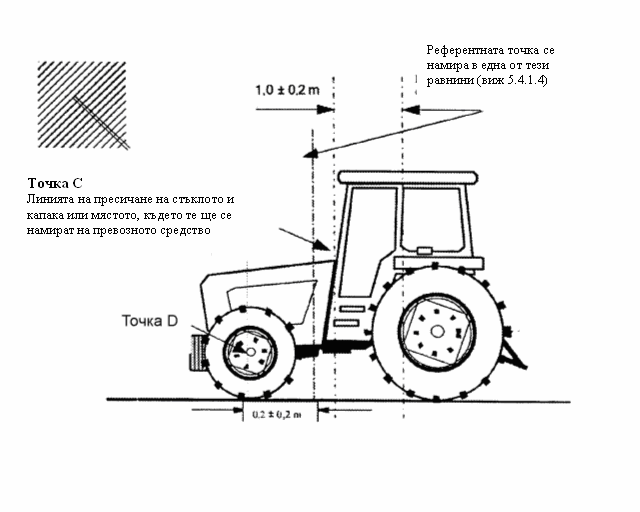 Референтната точка се
намира в една от тези
равнини (виж 5.4.1.4)
1,0 ± 0,2 m
Точка C
Линията на пресичане на стъклото и
капака или мястото, където те ще се
намират на превозното средство
Точка D
0,2 ± 0,2 m